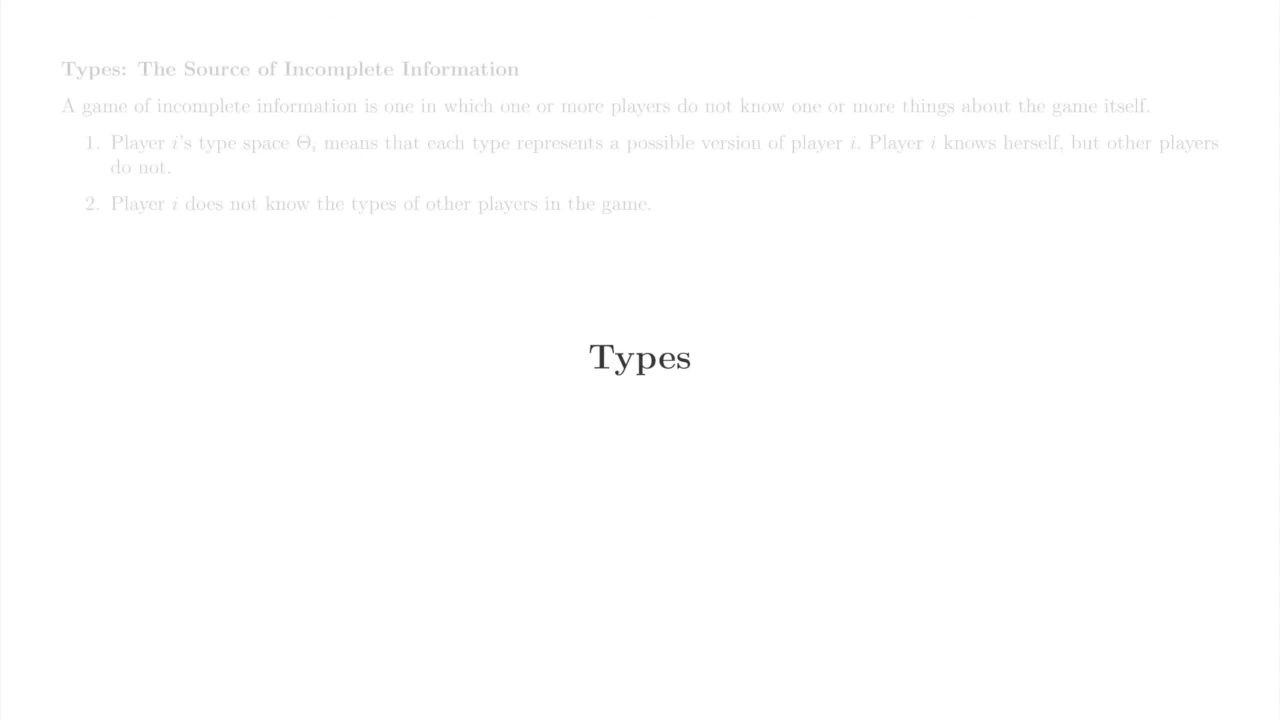 Types: The Source of Incomplete Information
A game of incomplete information is one in which one or more players do not know one or more things about the game itself.
1. Player i's type space Θᵢ means that each type represents a possible version of player i. Player i knows herself, but other players
do not.
2. Player i does not know the types of other players in the game.
Types